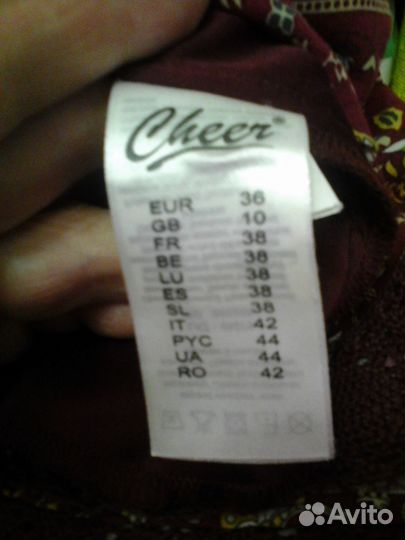 Cheer®
EUR 36
GB 10
FR 38
BE 38
LU 38
ES 38
SL 38
IT 42
РУС 44
UA 44
RO 42
Avito